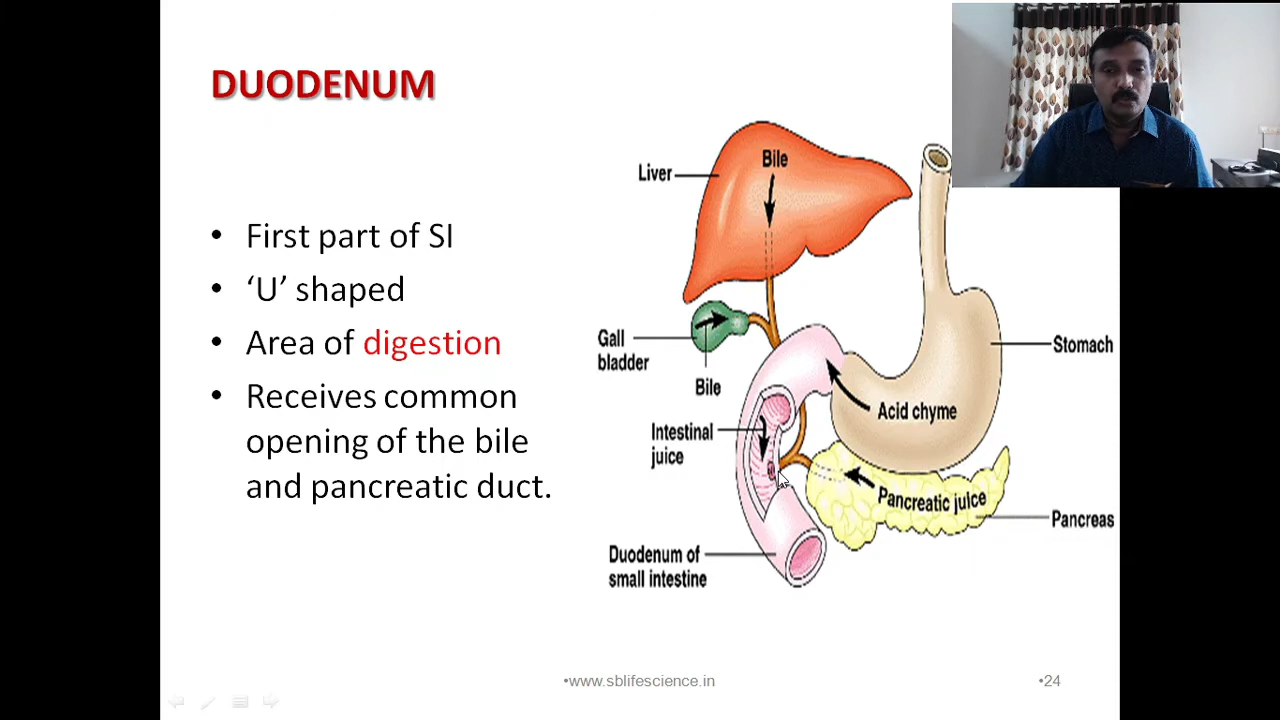 DUODENUM
• First part of SI
• ‘U’ shaped
• Area of digestion
• Receives common
opening of the bile
and pancreatic duct.
Bile
Liver
Gall
bladder
Bile
Stomach
Acid chyme
Intestinal
juice
Pancreatic juice
Pancreas
Duodenum of
small intestine
•www.sblifescience.in
•24